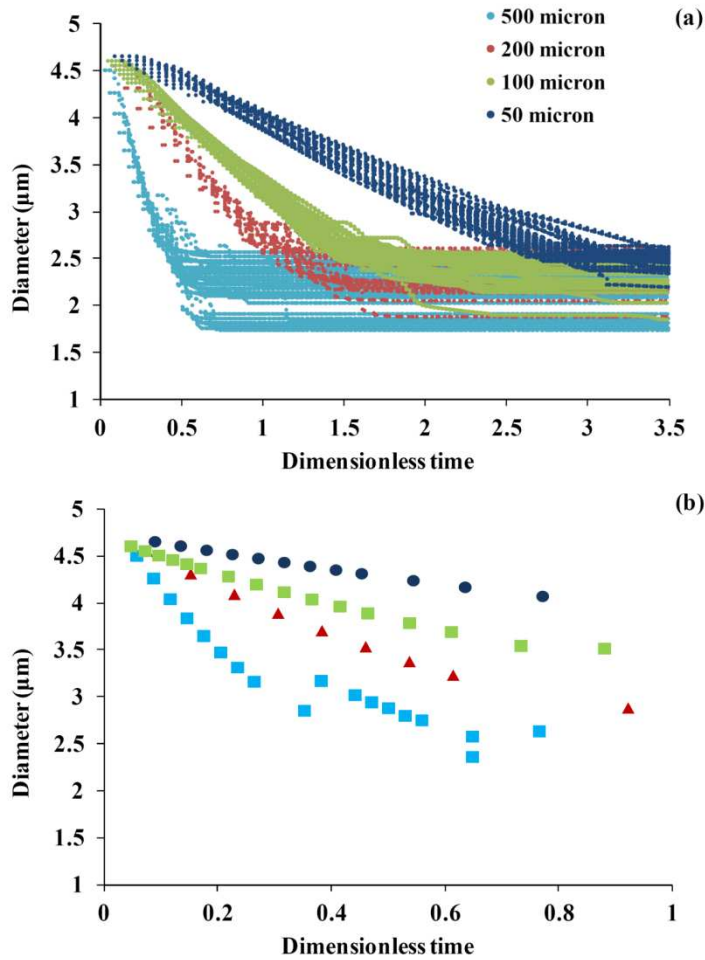 (a)
500 micron
200 micron
100 micron
50 micron
5
4.5
4
3.5
3
2.5
2
1.5
1
Diameter (µm)
0 0.5 1 1.5 2 2.5 3 3.5
Dimensionless time
(b)
5
4.5
4
3.5
3
2.5
2
1.5
1
Diameter (µm)
0 0.2 0.4 0.6 0.8 1
Dimensionless time